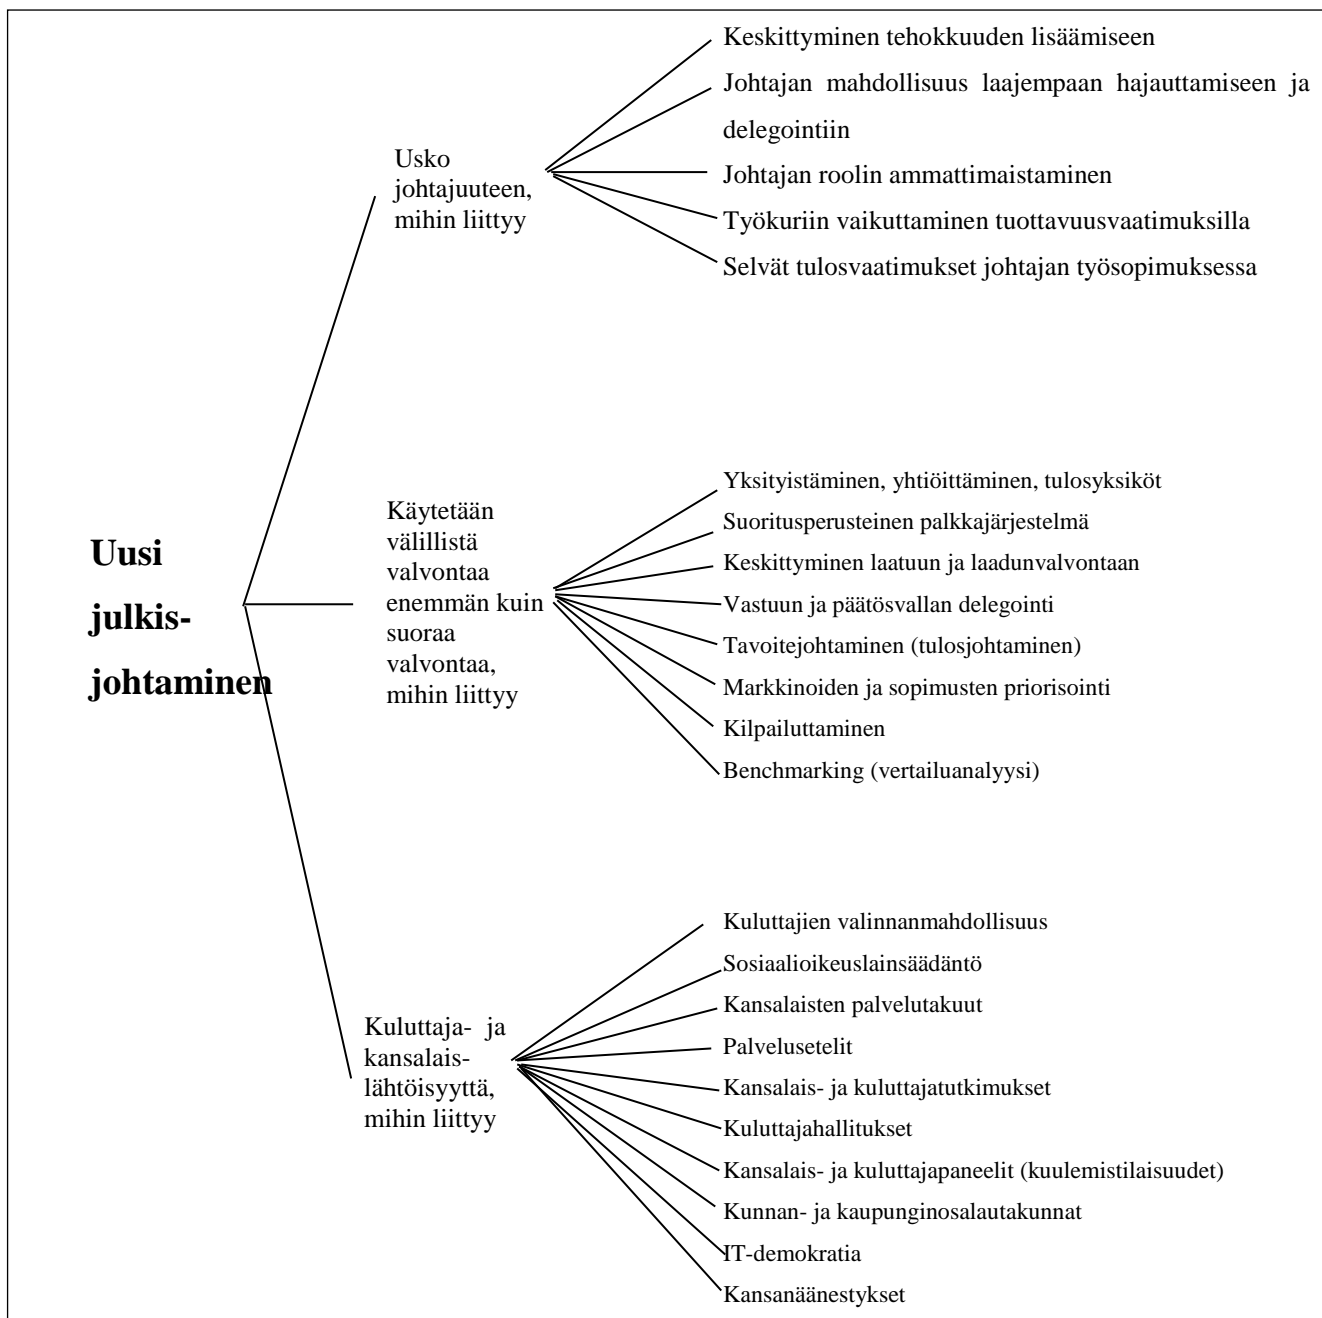 Uusi
julkis-
johtaminen
Usko
johtajuuteen,
mihin liittyy
Keskittyminen tehokkuuden lisäämiseen
Johtajan mahdollisuus laajempaan hajauttamiseen ja
delegointiin
Johtajan roolin ammattimaistaminen
Työkuriin vaikuttaminen tuottavuusvaatimuksilla
Selvät tulosvaatimukset johtajan työsopimuksessa
Käytetään
välillistä
valvontaa
enemmän kuin
suoraa
valvontaa,
mihin liittyy
Yksityistäminen, yhtiöittäminen, tulosyksiköt
Suoritusperusteinen palkkajärjestelmä
Keskittyminen laatuun ja laadunvalvontaan
Vastuun ja päätösvallan delegointi
Tavoitejohtaminen (tulosjohtaminen)
Markkinoiden ja sopimusten priorisointi
Kilpailuttaminen
Benchmarking (vertailuanalyysi)
Kuluttaja- ja
kansalais-
lähtöisyyttä,
mihin liittyy
Kuluttajien valinnanmahdollisuus
Sosiaalioikeuslainsäädäntö
Kansalaisten palvelutakuut
Palvelusetelit
Kansalais- ja kuluttajatutkimukset
Kuluttajahallitukset
Kansalais- ja kuluttajapaneelit (kuulemistilaisuudet)
Kunnan- ja kaupunginosalautakunnat
IT-demokratia
Kansanäänestykset